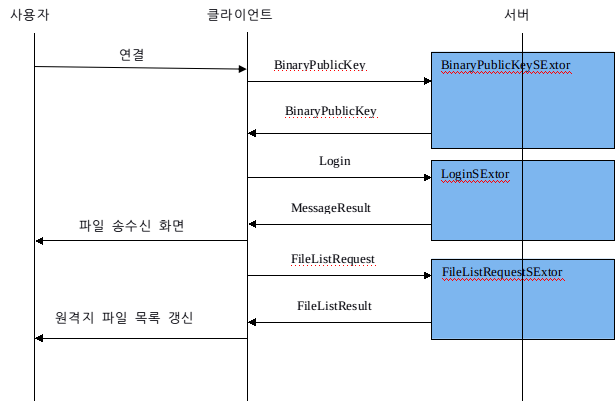 사용자
클라이언트
서버
연결
BinaryPublicKey
BinaryPublicKeySExtor
BinaryPublicKey
Login
LoginSExtor
MessageResult
파일 송수신 화면
FileListRequest
FileListRequestSExtor
FileListResult
원격지 파일 목록 갱신